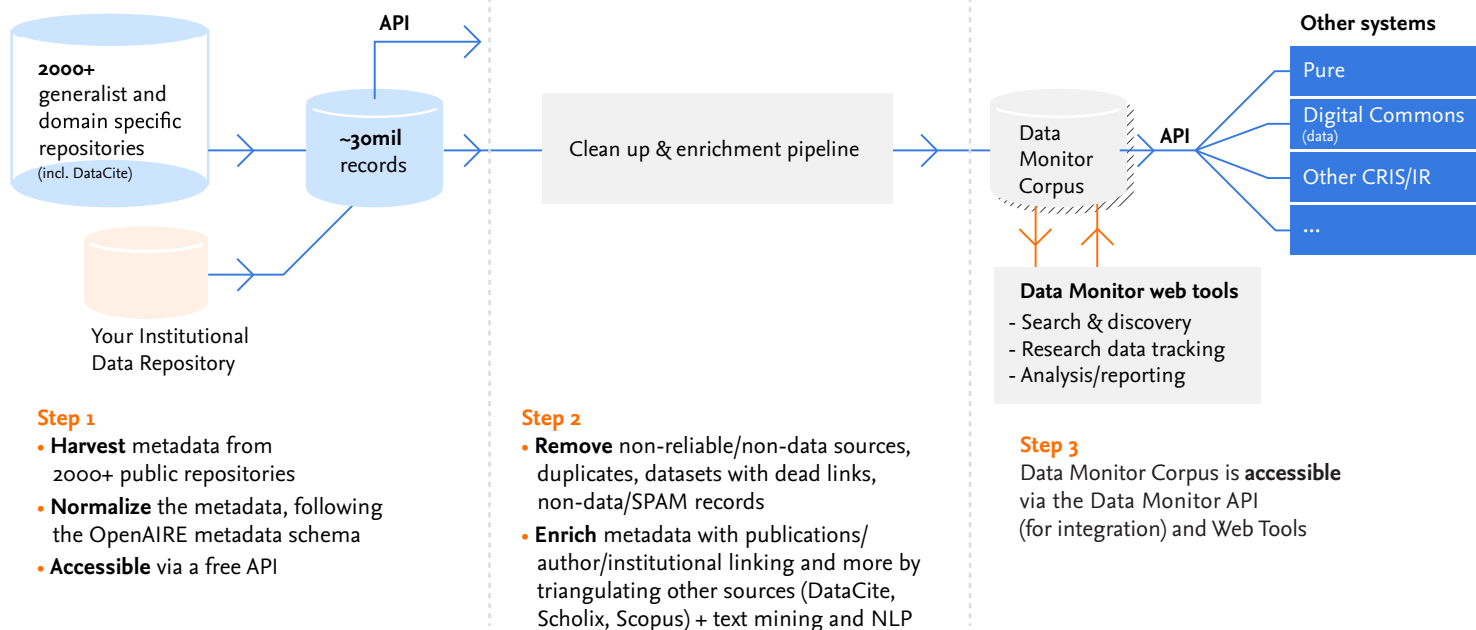 API
2000+
generalist and
domain specific
repositories
(incl. DataCite)
~30mil
records
Your Institutional
Data Repository
Clean up & enrichment pipeline
Data
Monitor
Corpus
API
Other systems
Pure
Digital Commons
(data)
Other CRIS/IR
...
Data Monitor web tools
- Search & discovery
- Research data tracking
- Analysis/reporting
Step 1
• Harvest metadata from
2000+ public repositories
• Normalize the metadata, following
the OpenAIRE metadata schema
• Accessible via a free API
Step 2
• Remove non-reliable/non-data sources,
duplicates, datasets with dead links,
non-data/SPAM records
• Enrich metadata with publications/
author/institutional linking and more by
triangulating other sources (DataCite,
Scholix, Scopus) + text mining and NLP
Step 3
Data Monitor Corpus is accessible
via the Data Monitor API
(for integration) and Web Tools